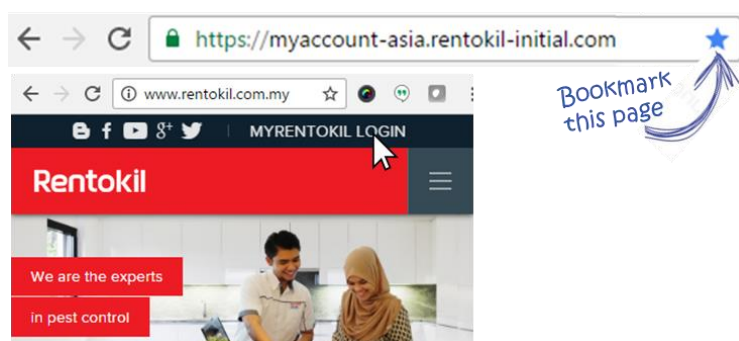 https://myaccount-asia.rentokil-initial.com
Bookmark
this page
www.rentokil.com.my
MYRENTOKIL LOGIN
Rentokil
We are the experts
in pest control